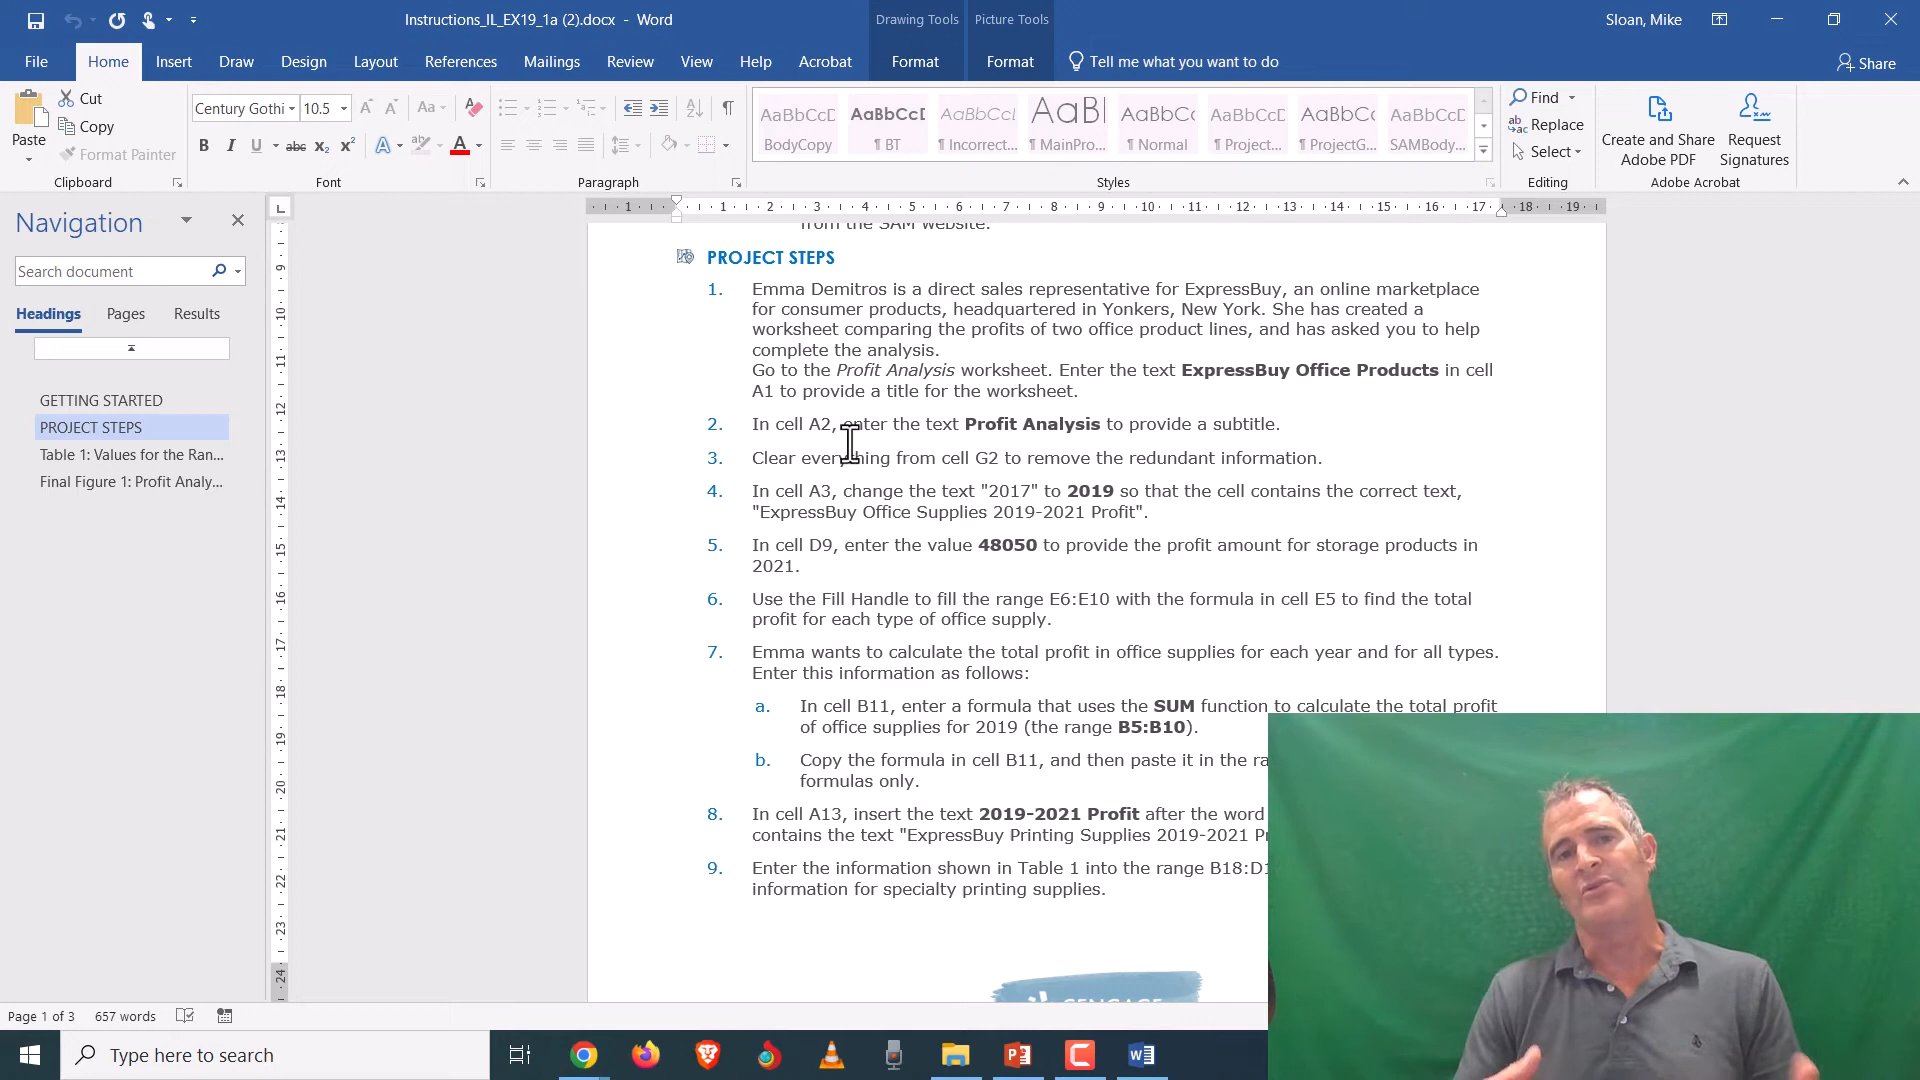 Instructions_IL_EX19_1a (2).docx - Word
Drawing Tools
Picture Tools
Sloan, Mike
File
Home
Insert
Draw
Design
Layout
References
Mailings
Review
View
Help
Acrobat
Format
Format
Tell me what you want to do
Share
Paste
Cut
Copy
Format Painter
Clipboard
Century Gothi
10.5
Font
Paragraph
AaBbCcD
BodyCopy
AaBbCcD
¶ BT
AaBbCcI
¶ Incorrect...
AaBl
¶ MainPro...
AaBbCc
¶ Normal
AaBbCcD
¶ Project...
AaBbCc
¶ ProjectG...
AaBbCcD
SAMBody...
Styles
Find
Replace
Select
Editing
Create and Share
Adobe PDF
Request
Signatures
Adobe Acrobat
Navigation
Search document
Headings
Pages
Results
GETTING STARTED
PROJECT STEPS
Table 1: Values for the Ran...
Final Figure 1: Profit Analy...
from the SAM website.
PROJECT STEPS
1. Emma Demitros is a direct sales representative for ExpressBuy, an online marketplace
for consumer products, headquartered in Yonkers, New York. She has created a
worksheet comparing the profits of two office product lines, and has asked you to help
complete the analysis.
Go to the Profit Analysis worksheet. Enter the text ExpressBuy Office Products in cell
A1 to provide a title for the worksheet.
2. In cell A2, enter the text Profit Analysis to provide a subtitle.
3. Clear everything from cell G2 to remove the redundant information.
4. In cell A3, change the text "2017" to 2019 so that the cell contains the correct text,
"ExpressBuy Office Supplies 2019-2021 Profit".
5. In cell D9, enter the value 48050 to provide the profit amount for storage products in
2021.
6. Use the Fill Handle to fill the range E6:E10 with the formula in cell E5 to find the total
profit for each type of office supply.
7. Emma wants to calculate the total profit in office supplies for each year and for all types.
Enter this information as follows:
a. In cell B11, enter a formula that uses the SUM function to calculate the total profit
of office supplies for 2019 (the range B5:B10).
b. Copy the formula in cell B11, and then paste it in the ra
formulas only.
8. In cell A13, insert the text 2019-2021 Profit after the word
contains the text "ExpressBuy Printing Supplies 2019-2021 Pr
9. Enter the information shown in Table 1 into the range B18:D1
information for specialty printing supplies.
CENGAGE
Page 1 of 3
657 words
Type here to search